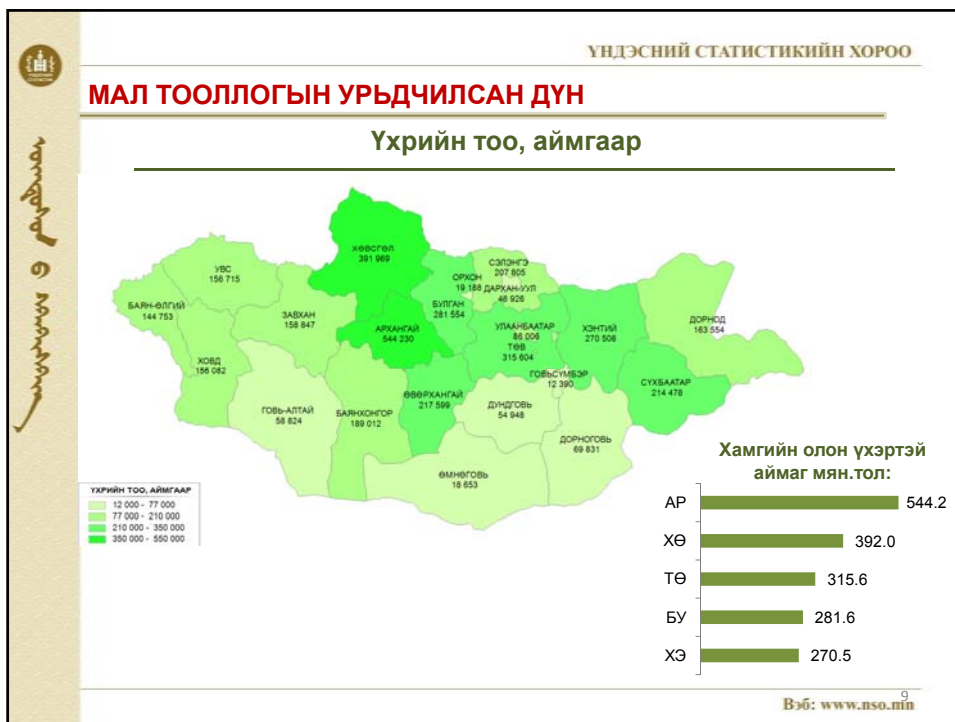 ҮНДЭСНИЙ СТАТИСТИКИЙН ХОРОО
МАЛ ТООЛЛОГЫН УРЬДЧИЛСАН ДҮН
Үхрийн тоо, аймгаар
ХӨВСГӨЛ
391 969
УВС
156 715
БАЯН-ӨЛГИЙ
144 753
ЗАВХАН
158 847
ХОВД
156 082
АРХАНГАЙ
544 230
БУЛГАН
281 554
ОРХОН
19 188
СЭЛЭНГЭ
207 805
ДАРХАН-УУЛ
46 926
УЛААНБААТАР
86 006
ТӨВ
315 604
ХЭНТИЙ
270 506
ДОРНОД
163 554
СҮХБААТАР
214 478
ГОВЬСҮМБЭР
12 390
ӨВӨРХАНГАЙ
217 599
ДУНДГОВЬ
54 948
ГОВЬ-АЛТАЙ
58 824
БАЯНХОНГОР
189 012
ДОРНОГОВЬ
69 831
ӨМНӨГОВЬ
18 653
ҮХРИЙН ТОО, АЙМГААР
12 000 - 77 000
77 000 - 210 000
210 000 - 350 000
350 000 - 550 000
Хамгийн олон үхэртэй
аймаг мян.тол:
АР 544.2
ХӨ 392.0
ТӨ 315.6
БУ 281.6
ХЭ 270.5
9
Вэб: www.nso.mn